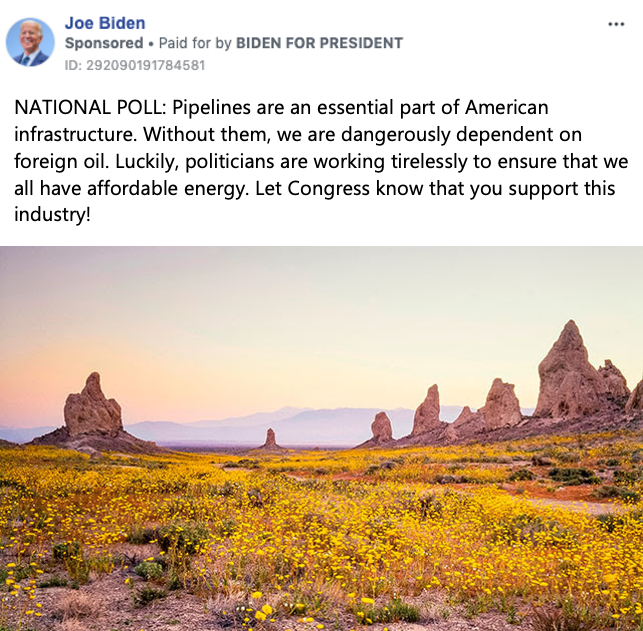 Joe Biden
Sponsored • Paid for by BIDEN FOR PRESIDENT
ID: 292090191784581
NATIONAL POLL: Pipelines are an essential part of American
infrastructure. Without them, we are dangerously dependent on
foreign oil. Luckily, politicians are working tirelessly to ensure that we
all have affordable energy. Let Congress know that you support this
industry!